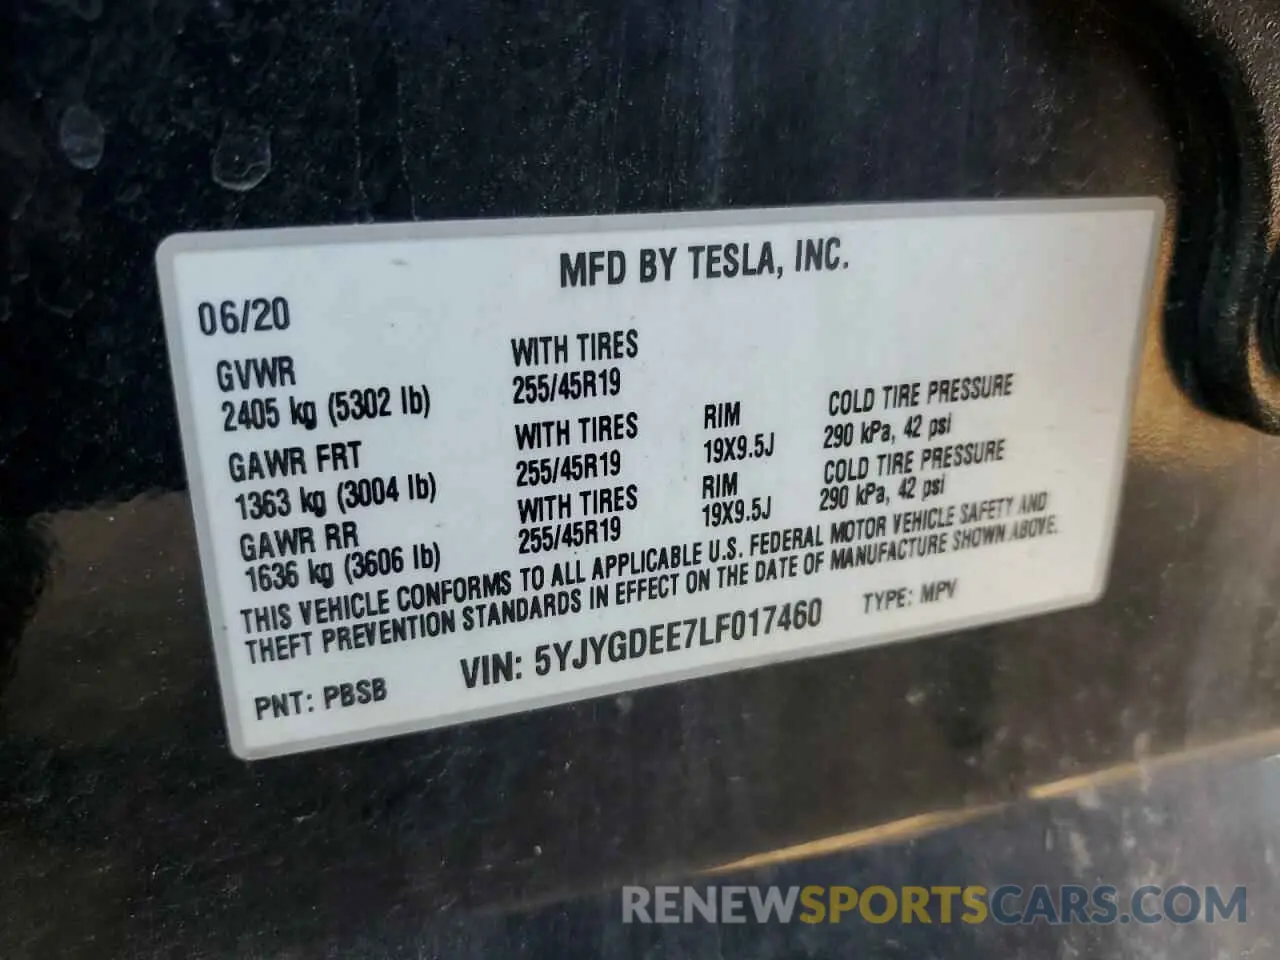 MFD BY TESLA, INC.
06/20
GVWR WITH TIRES
2405 kg (5302 lb) 255/45R19
GAWR FRT WITH TIRES RIM COLD TIRE PRESSURE
1363 kg (3004 lb) 255/45R19 19X9.5J 290 kPa, 42 psi
GAWR RR WITH TIRES RIM COLD TIRE PRESSURE
1636 kg (3606 lb) 255/45R19 19X9.5J 290 kPa, 42 psi
THIS VEHICLE CONFORMS TO ALL APPLICABLE U.S. FEDERAL MOTOR VEHICLE SAFETY AND
THEFT PREVENTION STANDARDS IN EFFECT ON THE DATE OF MANUFACTURE SHOWN ABOVE.
PNT: PBSB VIN: 5YJYGDEE7LF017460 TYPE: MPV
RENEWSPORTSCARS.COM